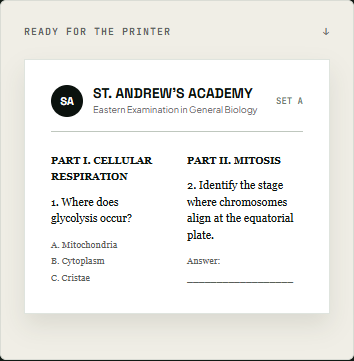 READY FOR THE PRINTER ↓
SA
ST. ANDREW'S ACADEMY
Eastern Examination in General Biology
SET A
PART I. CELLULAR
RESPIRATION
1. Where does
glycolysis occur?
A. Mitochondria
B. Cytoplasm
C. Cristae
PART II. MITOSIS
2. Identify the stage
where chromosomes
align at the equatorial
plate.
Answer:
____________________